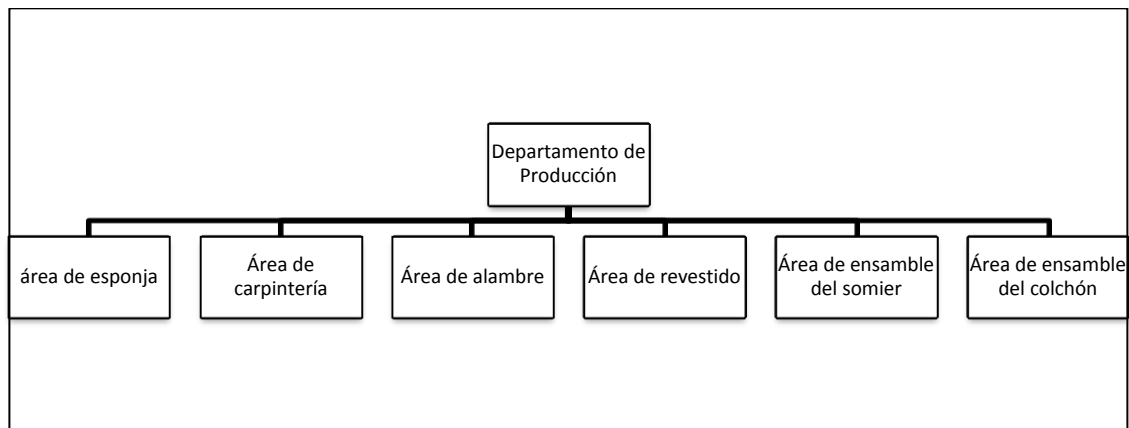 Departamento de
Producción
área de esponja
Área de
carpintería
Área de alambre
Área de revestido
Área de ensamble
del somier
Área de ensamble
del colchón